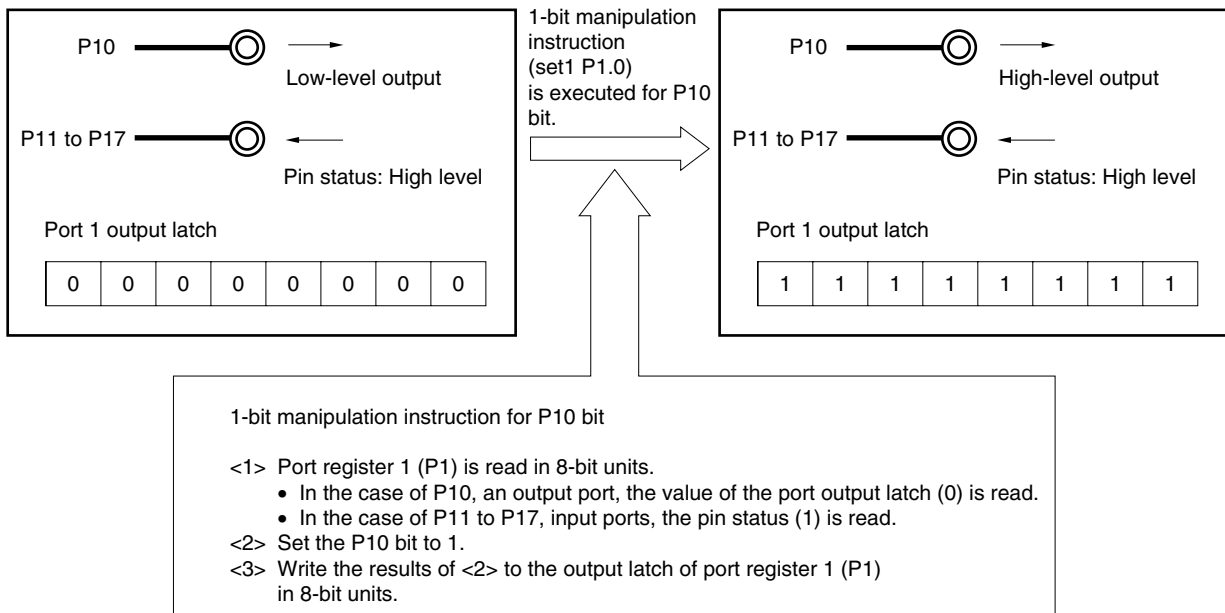 P10
Low-level output
P11 to P17
Pin status: High level
Port 1 output latch
0 0 0 0 0 0 0 0
1-bit manipulation
instruction
(set1 P1.0)
is executed for P10
bit.
P10
High-level output
P11 to P17
Pin status: High level
Port 1 output latch
1 1 1 1 1 1 1 1
1-bit manipulation instruction for P10 bit
<1> Port register 1 (P1) is read in 8-bit units.
• In the case of P10, an output port, the value of the port output latch (0) is read.
• In the case of P11 to P17, input ports, the pin status (1) is read.
<2> Set the P10 bit to 1.
<3> Write the results of <2> to the output latch of port register 1 (P1)
in 8-bit units.